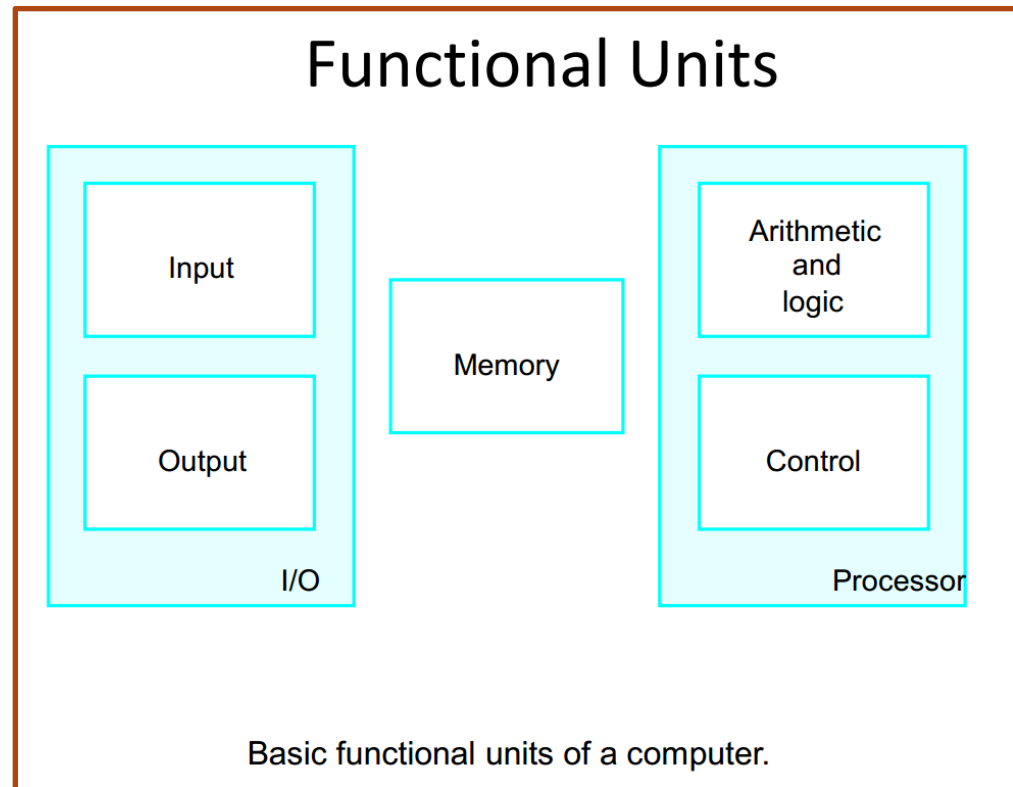 Functional Units
Input
Output
I/O
Memory
Arithmetic
and
logic
Control
Processor
Basic functional units of a computer.